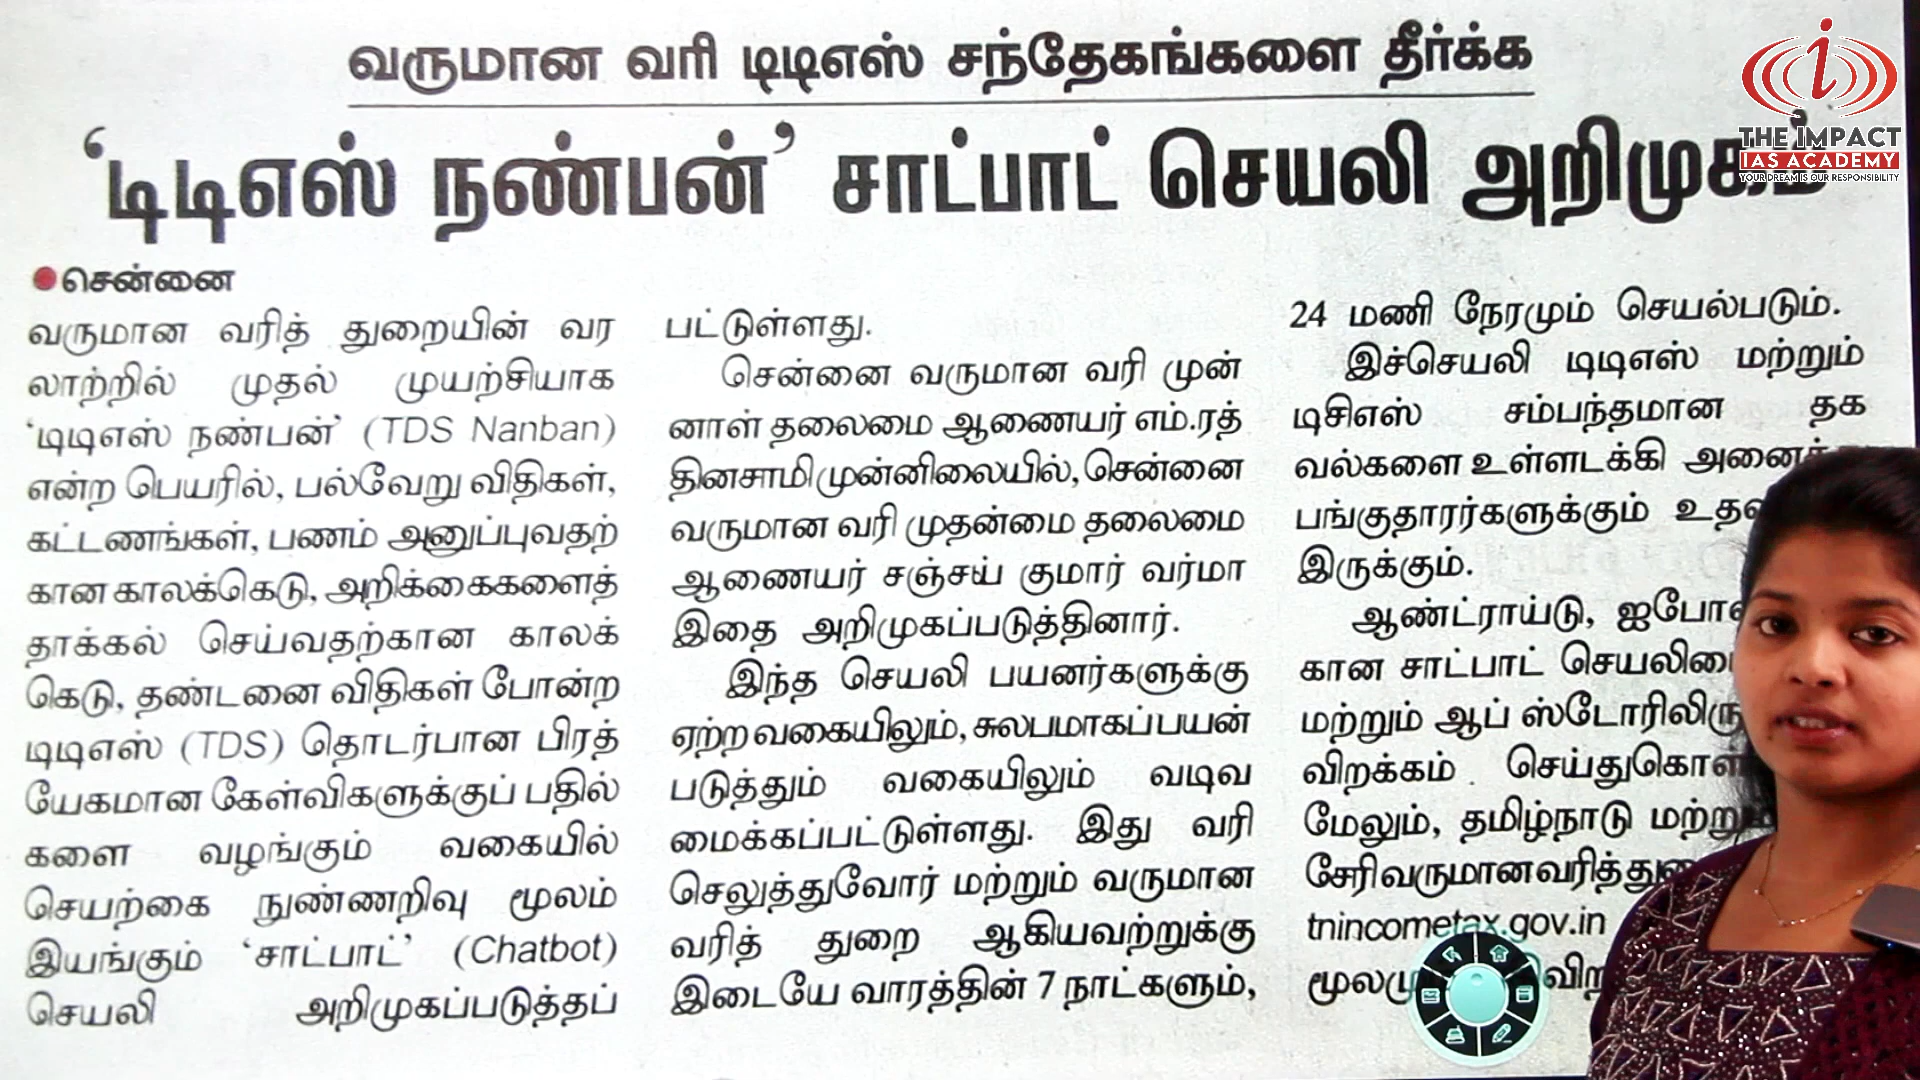 வருமான வரி டிடிஎஸ் சந்தேகங்களை தீர்க்க
‘டிடிஎஸ் நண்பன்’ சாட்பாட் செயலி அறிமுகம்
THE IMPACT
IAS ACADEMY
YOUR DREAM IS OUR RESPONSIBILITY
சென்னை
வருமான வரித் துறையின் வர
லாற்றில் முதல் முயற்சியாக
‘டிடிஎஸ் நண்பன்’ (TDS Nanban)
என்ற பெயரில், பல்வேறு விதிகள்,
கட்டணங்கள், பணம் அனுப்புவதற்
கான காலக்கெடு, அறிக்கைகளைத்
தாக்கல் செய்வதற்கான காலக்
கெடு, தண்டனை விதிகள் போன்ற
டிடிஎஸ் (TDS) தொடர்பான பிரத்
யேகமான கேள்விகளுக்குப் பதில்
களை வழங்கும் வகையில்
செயற்கை நுண்ணறிவு மூலம்
இயங்கும் ‘சாட்பாட்’ (Chatbot)
செயலி அறிமுகப்படுத்தப்
பட்டுள்ளது.
சென்னை வருமான வரி முன்
னாள் தலைமை ஆணையர் எம்.ரத்
தினசாமி முன்னிலையில், சென்னை
வருமான வரி முதன்மை தலைமை
ஆணையர் சஞ்சய் குமார் வர்மா
இதை அறிமுகப்படுத்தினார்.
இந்த செயலி பயனர்களுக்கு
ஏற்ற வகையிலும், சுலபமாகப் பயன்
படுத்தும் வகையிலும் வடிவ
மைக்கப்பட்டுள்ளது. இது வரி
செலுத்துவோர் மற்றும் வருமான
வரித் துறை ஆகியவற்றுக்கு
இடையே வாரத்தின் 7 நாட்களும்,
24 மணி நேரமும் செயல்படும்.
இச்செயலி டிடிஎஸ் மற்றும்
டிசிஎஸ் சம்பந்தமான தக
வல்களை உள்ளடக்கி
பங்குதாரர்களுக்கும்
இருக்கும்.
ஆண்ட்ராய்டு,
கான சாட்பாட்
மற்றும் ஆப்
விறக்கம்
மேலும், தமிழ்நாடு
சேரி வருமான
tnincometax.gov.in